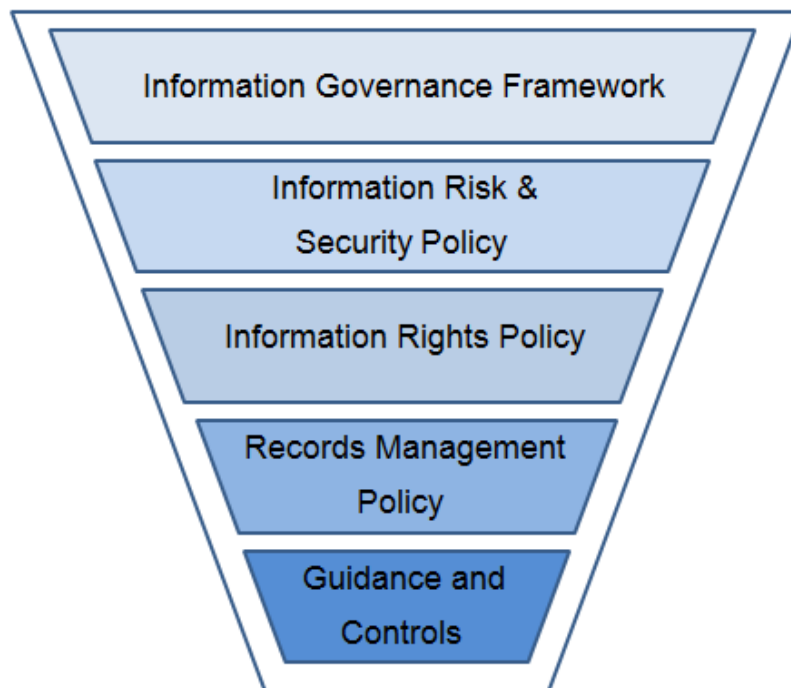 Information Governance Framework
Information Risk &
Security Policy
Information Rights Policy
Records Management
Policy
Guidance and
Controls